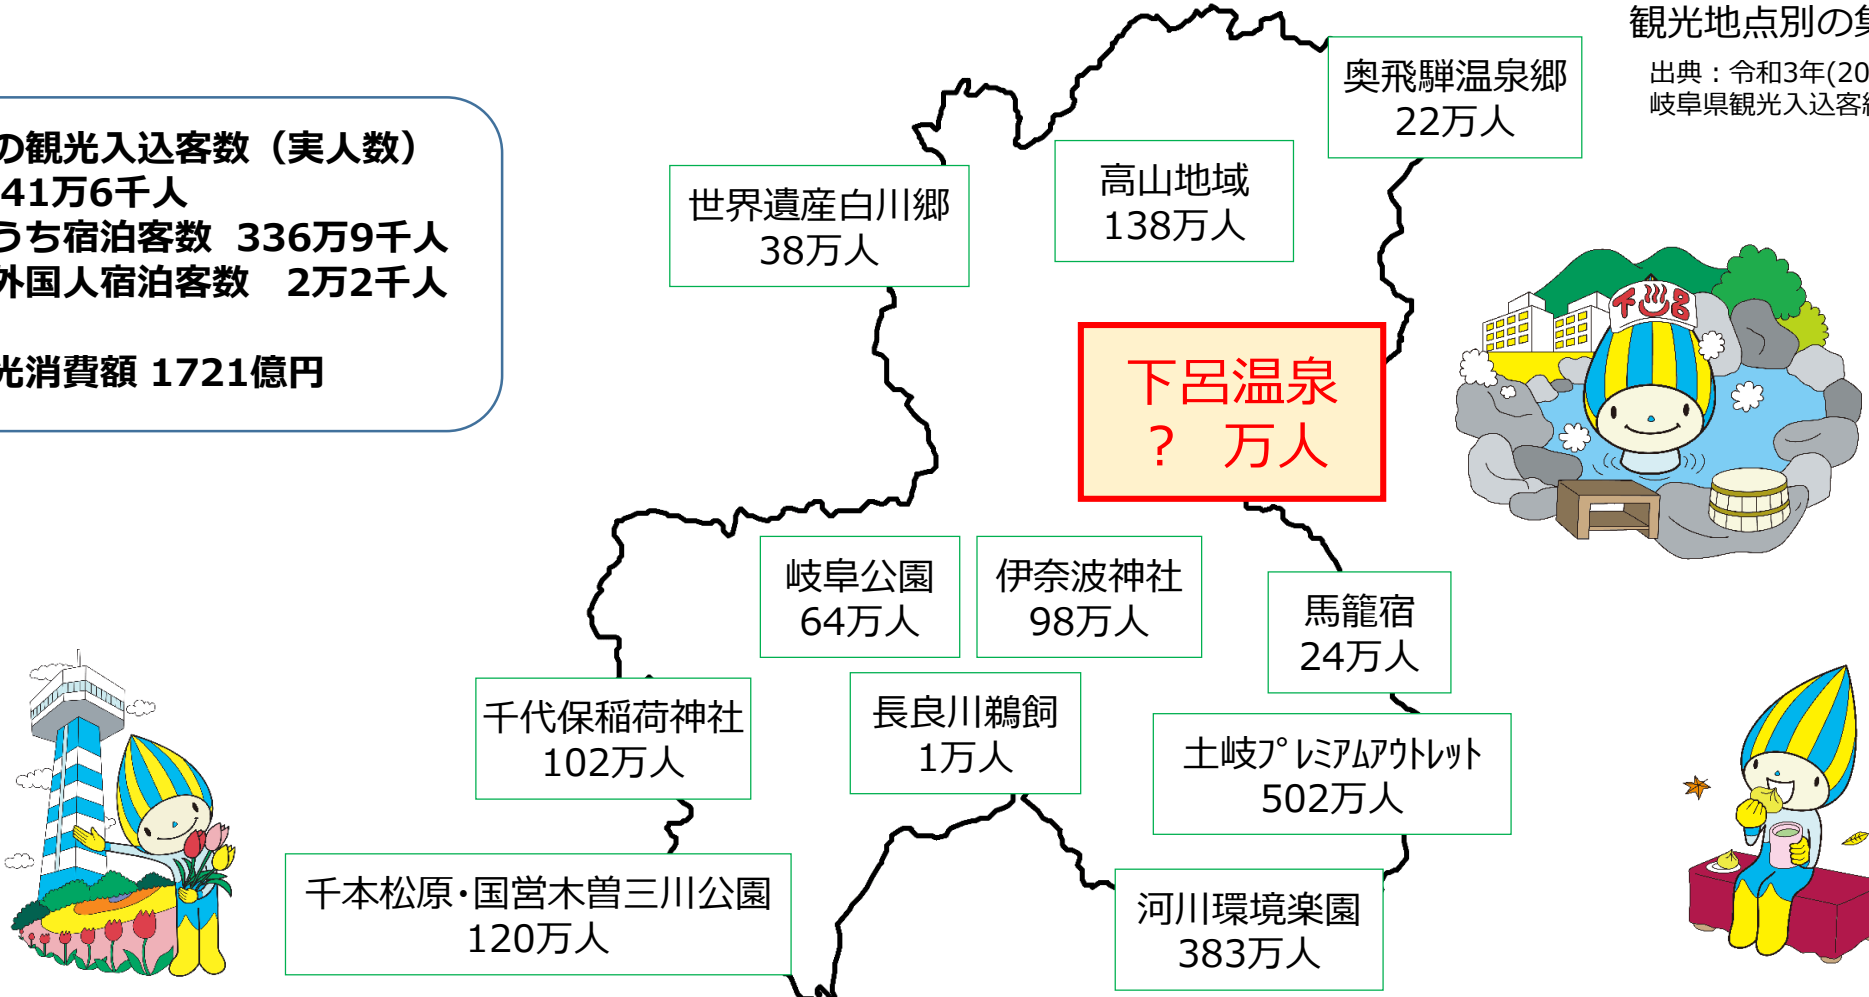 観光地点別の集
出典：令和3年(20
岐阜県観光入込客
の観光入込客数（実人数）
41万6千人
うち宿泊客数 336万9千人
外国人宿泊客数　2万2千人
光消費額 1721億円
奥飛騨温泉郷
22万人
高山地域
138万人
世界遺産白川郷
38万人
下呂温泉
？　万人
下呂
岐阜公園
64万人
伊奈波神社
98万人
馬籠宿
24万人
千代保稲荷神社
102万人
長良川鵜飼
1万人
土岐ﾌﾟﾚﾐｱﾑｱｳﾄﾚｯﾄ
502万人
千本松原･国営木曽三川公園
120万人
河川環境楽園
383万人